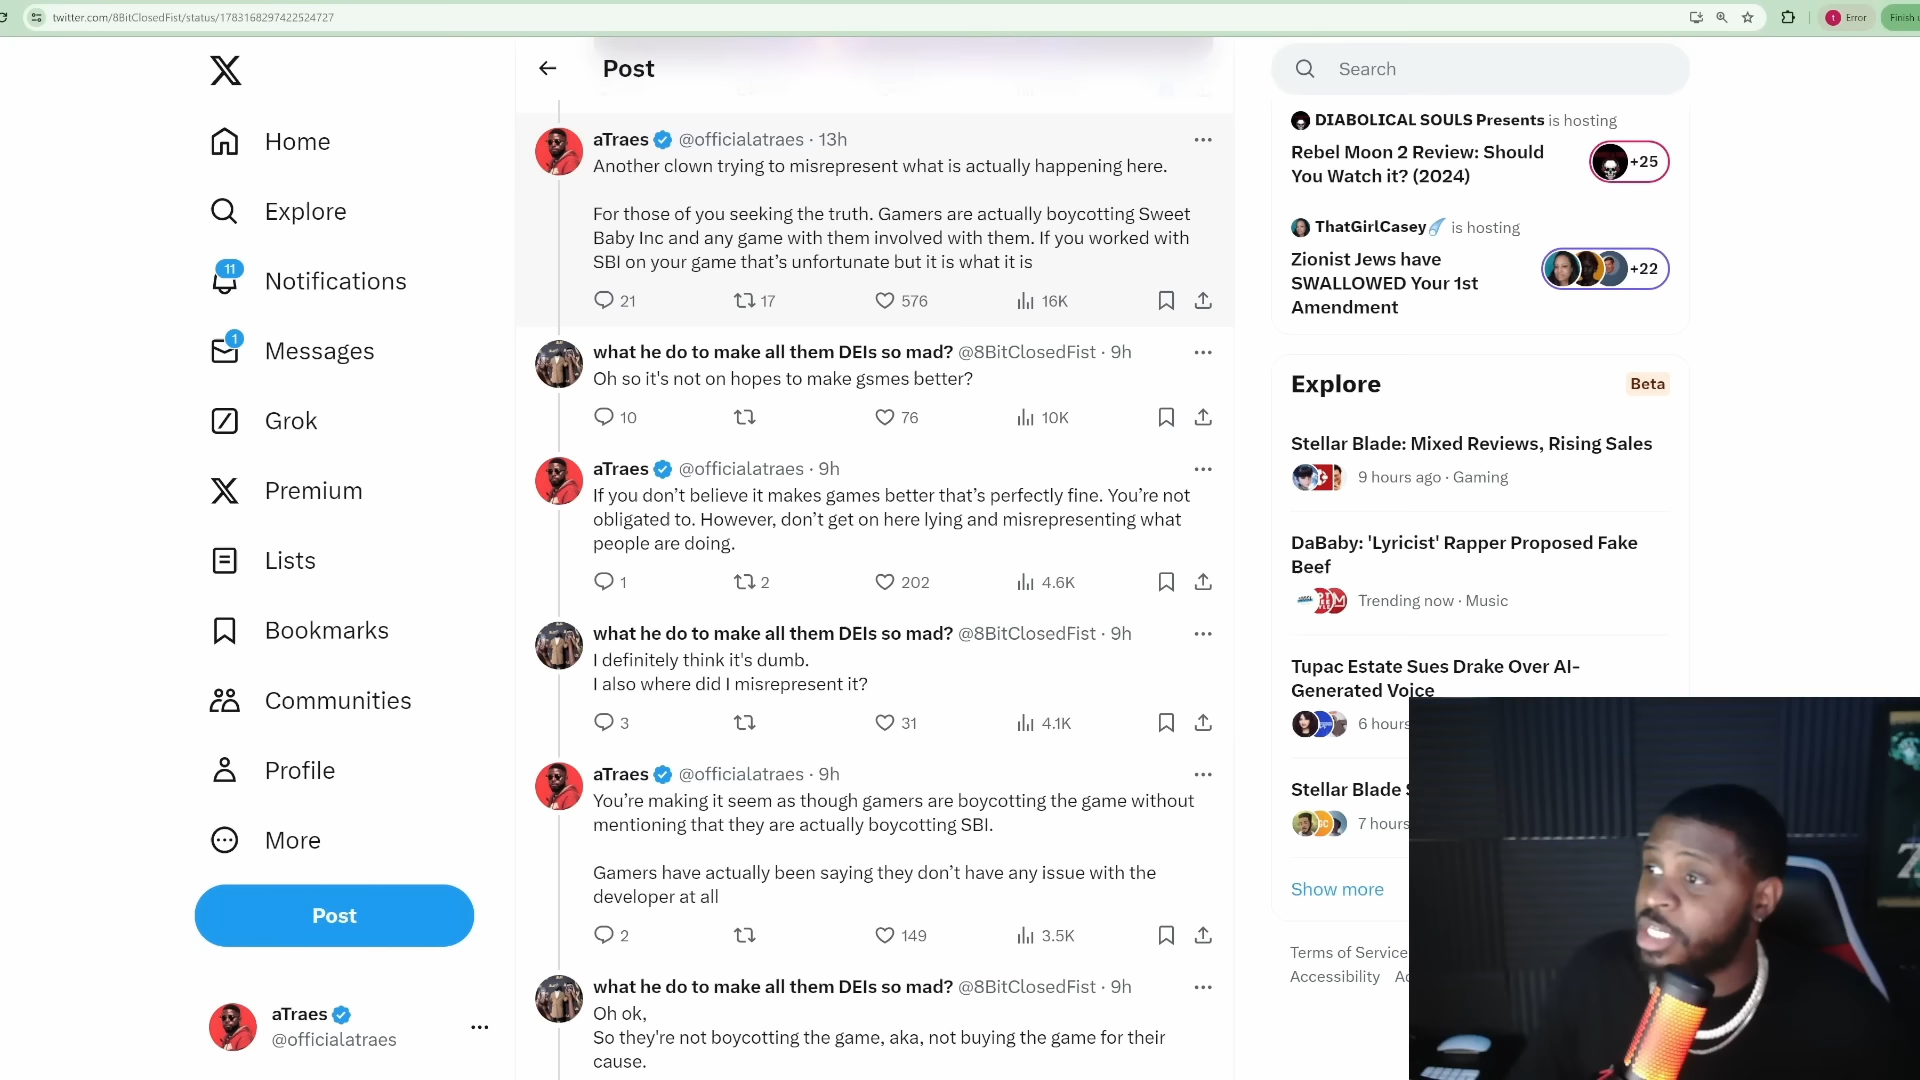 twitter.com/8BitClosedFist/status/1783168297422524727
Error
Finish
Home
Explore
11
Notifications
1
Messages
Grok
Premium
Lists
Bookmarks
Communities
Profile
More
Post
aTraes
@officialatraes
Post
aTraes @officialatraes · 13h
Another clown trying to misrepresent what is actually happening here.
For those of you seeking the truth. Gamers are actually boycotting Sweet
Baby Inc and any game with them involved with them. If you worked with
SBI on your game that’s unfortunate but it is what it is
21 17 576 16K
what he do to make all them DEIs so mad? @8BitClosedFist · 9h
Oh so it's not on hopes to make gsmes better?
10 76 10K
aTraes @officialatraes · 9h
If you don’t believe it makes games better that’s perfectly fine. You’re not
obligated to. However, don’t get on here lying and misrepresenting what
people are doing.
1 2 202 4.6K
what he do to make all them DEIs so mad? @8BitClosedFist · 9h
I definitely think it's dumb.
I also where did I misrepresent it?
3 31 4.1K
aTraes @officialatraes · 9h
You’re making it seem as though gamers are boycotting the game without
mentioning that they are actually boycotting SBI.
Gamers have actually been saying they don’t have any issue with the
developer at all
2 149 3.5K
what he do to make all them DEIs so mad? @8BitClosedFist · 9h
Oh ok,
So they're not boycotting the game, aka, not buying the game for their
cause.
Search
DIABOLICAL SOULS Presents is hosting
Rebel Moon 2 Review: Should
You Watch it? (2024)
+25
ThatGirlCasey is hosting
Zionist Jews have
SWALLOWED Your 1st
Amendment
+22
Explore
Beta
Stellar Blade: Mixed Reviews, Rising Sales
9 hours ago · Gaming
DaBaby: 'Lyricist' Rapper Proposed Fake
Beef
Trending now · Music
Tupac Estate Sues Drake Over AI-
Generated Voice
6 hours
Stellar Blade
7 hours
Show more
Terms of Service
Accessibility